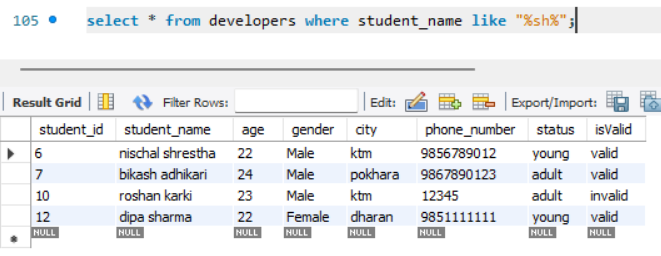 105 select * from developers where student_name like "%sh%";
Result Grid Filter Rows: Edit: Export/Import:
student_id student_name age gender city phone_number status isValid
6 nischal shrestha 22 Male ktm 9856789012 young valid
7 bikash adhikari 24 Male pokhara 9867890123 adult valid
10 roshan karki 23 Male ktm 12345 adult invalid
12 dipa sharma 22 Female dharan 9851111111 young valid
NULL NULL NULL NULL NULL NULL NULL NULL